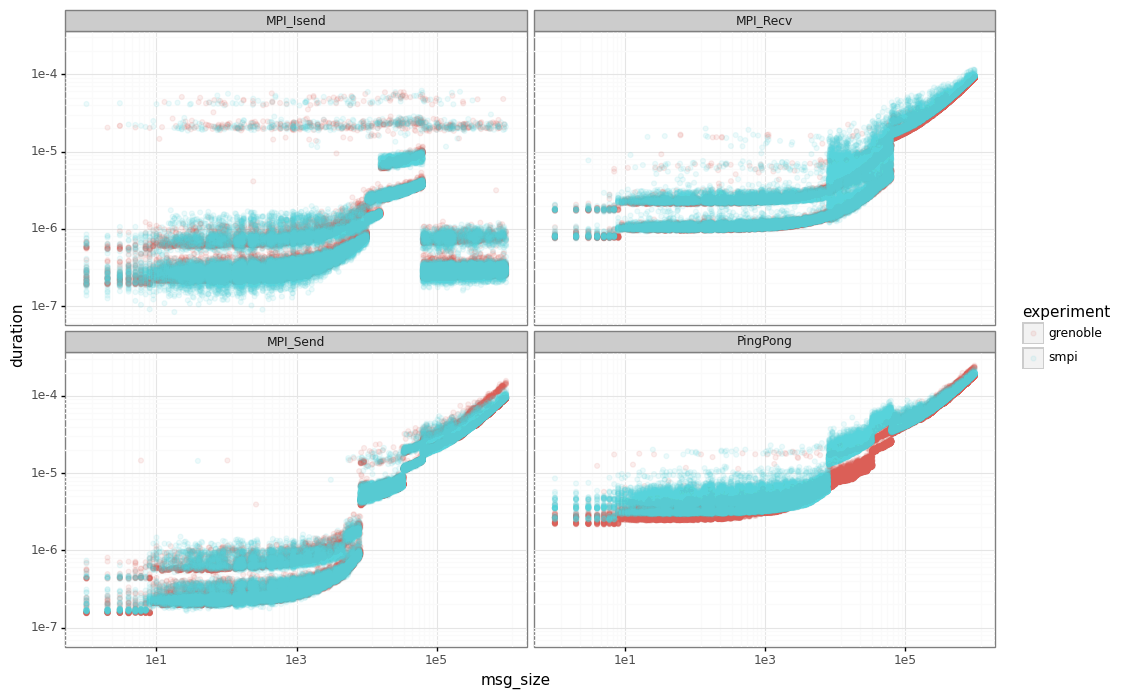 MPI_Isend
MPI_Recv
1e-4
1e-5
1e-6
1e-7
MPI_Send
PingPong
1e-4
1e-5
1e-6
1e-7
1e1
1e3
1e5
1e1
1e3
1e5
msg_size
duration
experiment
grenoble
smpi